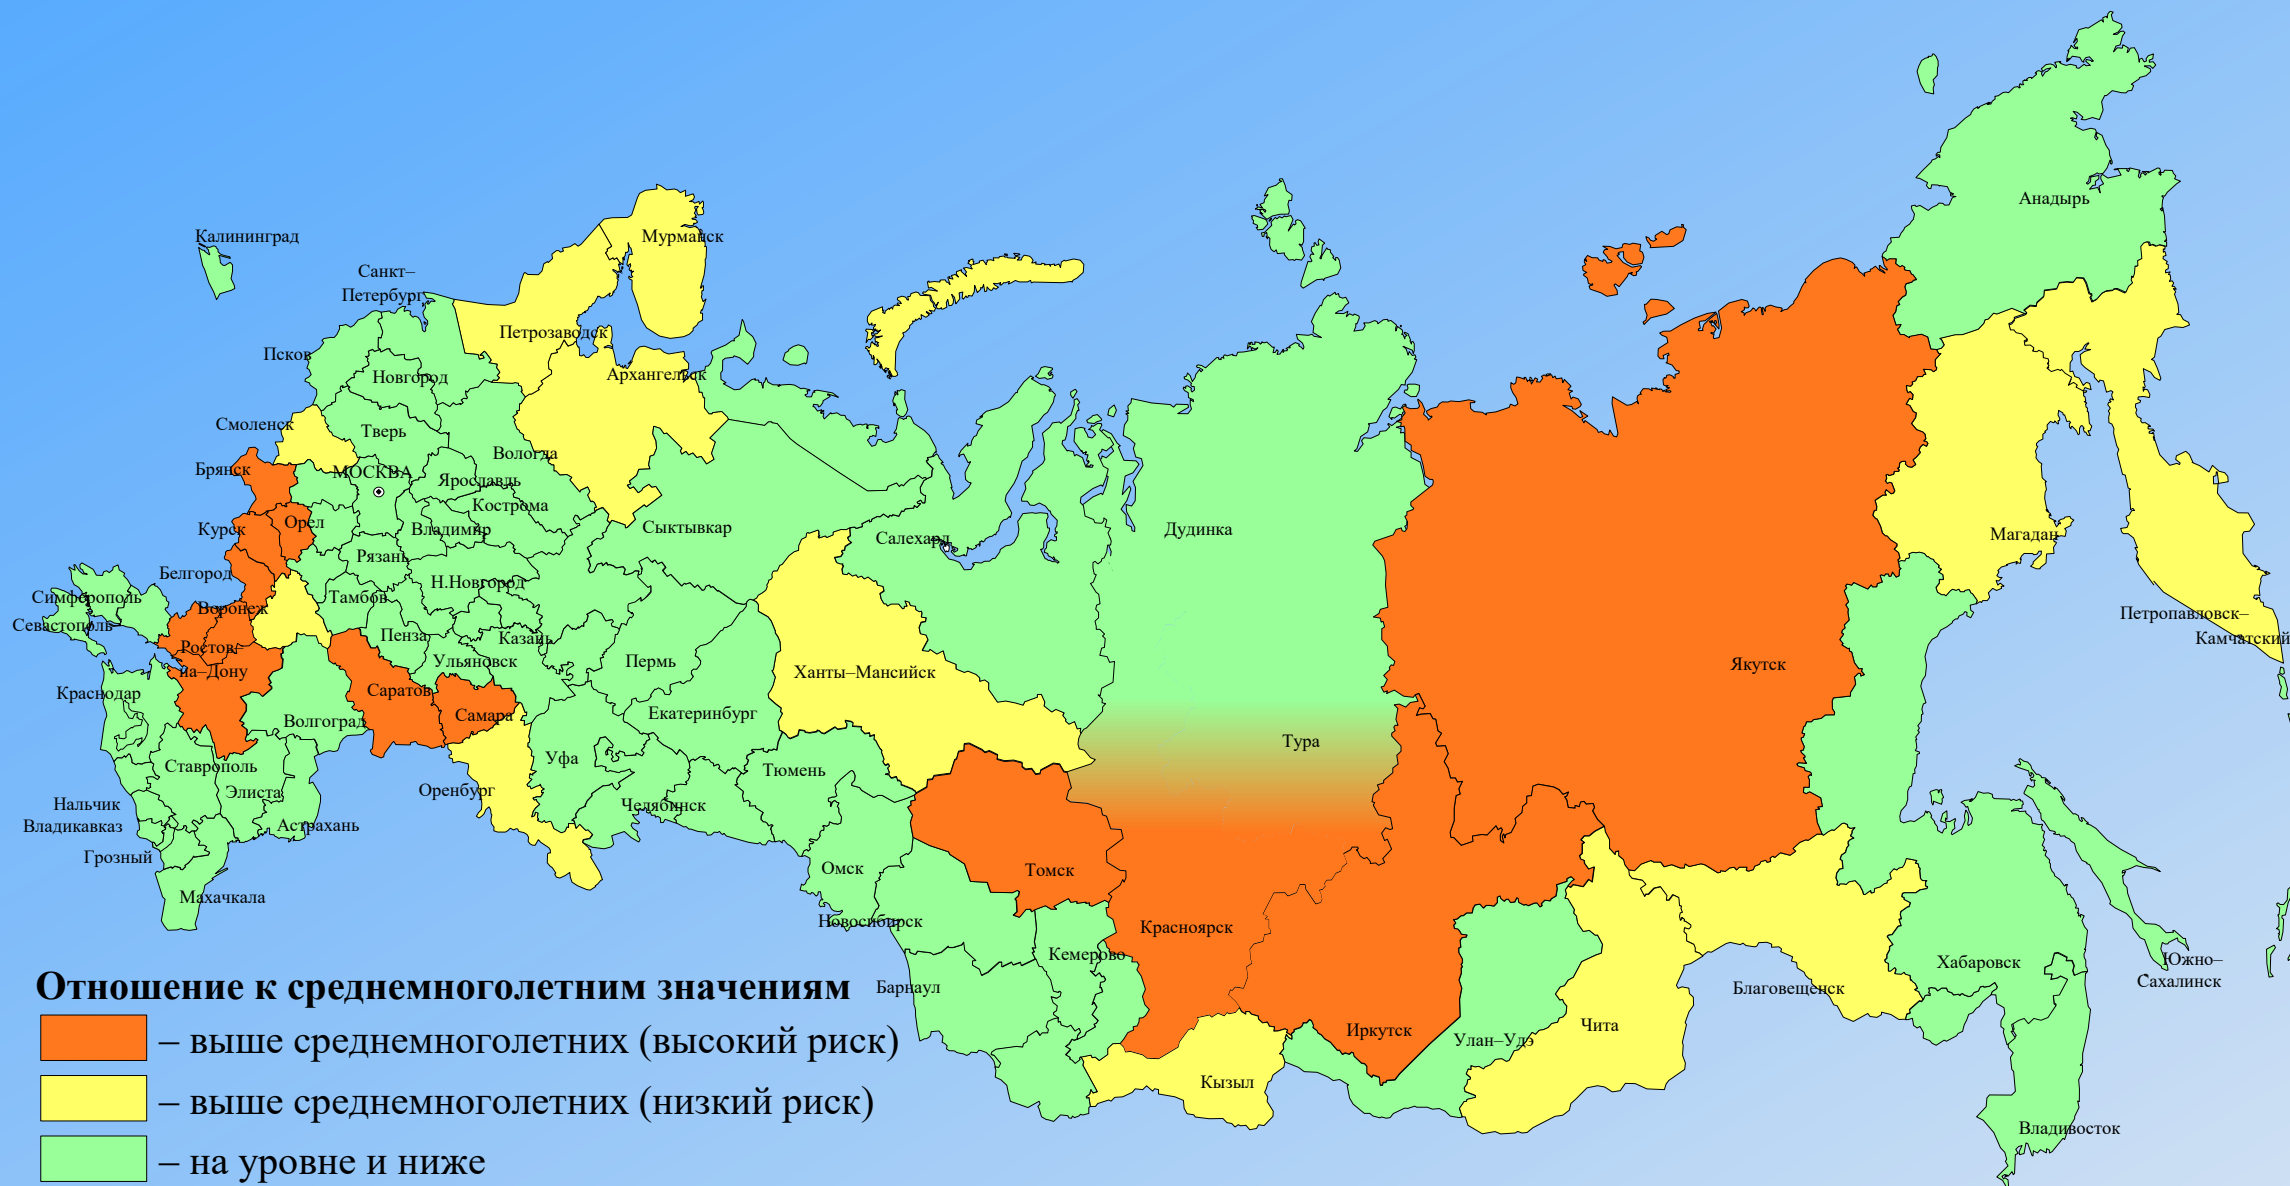 Анадырь
Калининград
Мурманск
Санкт–
Петербург
Петрозаводск
Псков
Архангельск
Новгород
Смоленск
Тверь
Вологда
Брянск
МОСКВА
Ярославль
Кострома
Орел
Курск
Владимир
Сыктывкар
Салехард
Дудинка
Магадан
Рязань
Белгород
Н.Новгород
Симферополь
Тамбов
Воронеж
Севастополь
Петропавловск–
Камчатский
Пенза
Казань
Ростов–
на–Дону
Ульяновск
Пермь
Ханты–Мансийск
Якутск
Краснодар
Саратов
Самара
Екатеринбург
Волгоград
Тура
Уфа
Ставрополь
Тюмень
Элиста
Оренбург
Нальчик
Челябинск
Владикавказ
Астрахань
Грозный
Омск
Томск
Махачкала
Новосибирск
Красноярск
Кемерово
Хабаровск
Южно–
Сахалинск
Барнаул
Благовещенск
Чита
Иркутск
Улан–Удэ
Кызыл
Владивосток
Отношение к среднемноголетним значениям
– выше среднемноголетних (высокий риск)
– выше среднемноголетних (низкий риск)
– на уровне и ниже